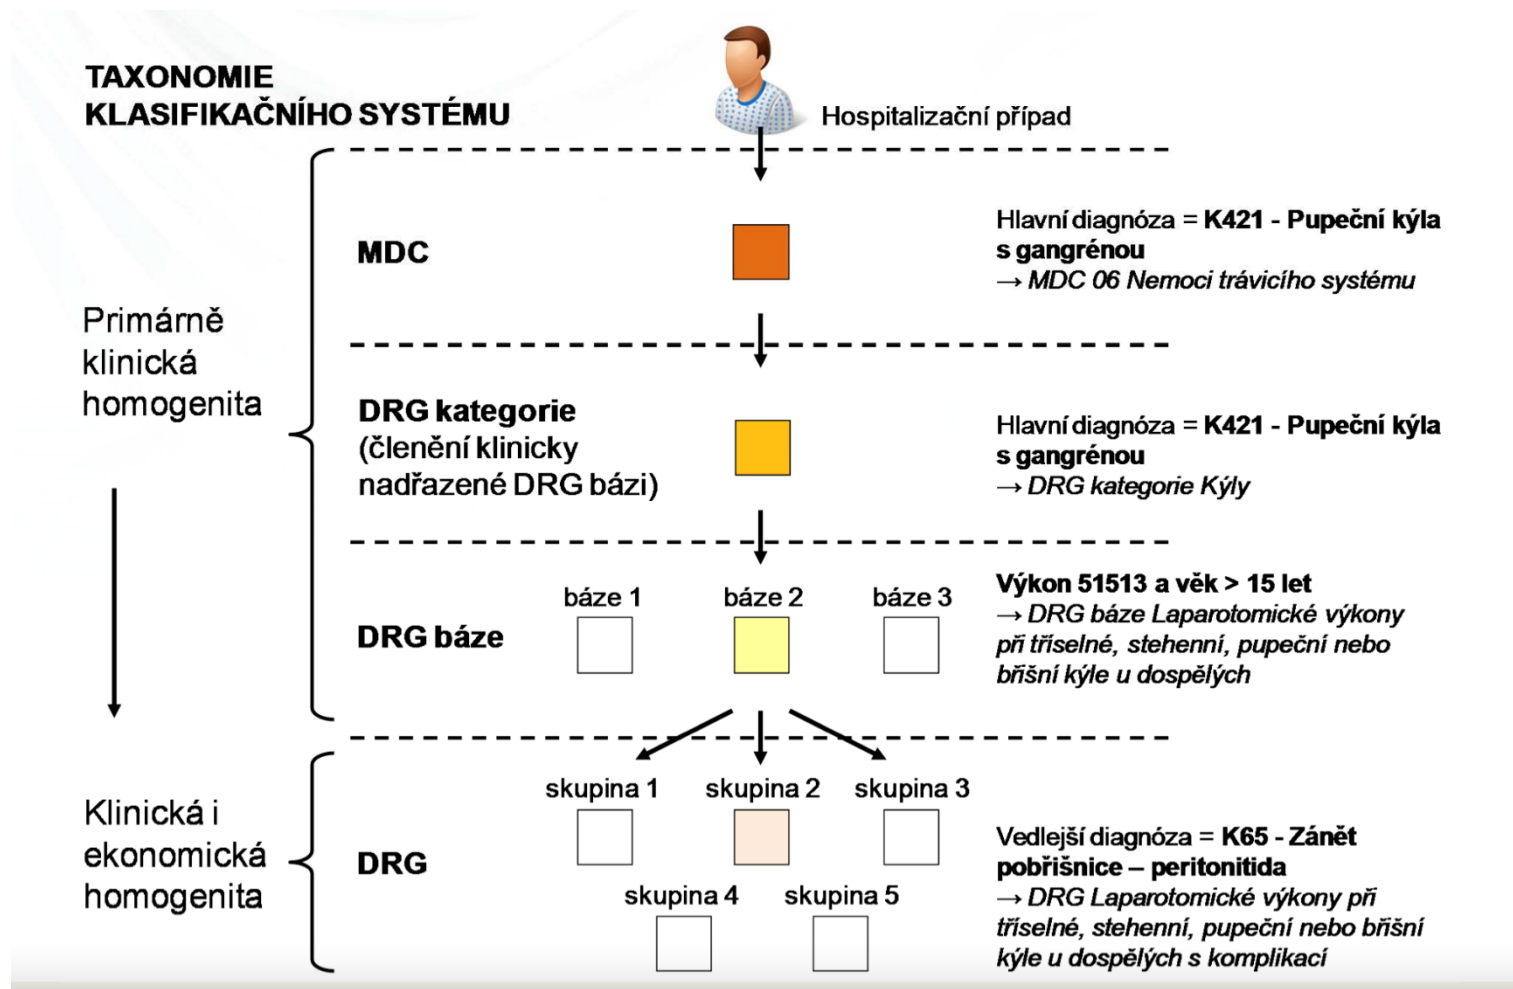 TAXONOMIE
KLASIFIKAČNÍHO SYSTÉMU
Hospitalizační případ
Primárně
klinická
homogenita
MDC
Hlavní diagnóza = K421 - Pupeční kýla
s gangrénou
→ MDC 06 Nemoci trávicího systému
DRG kategorie
(členění klinicky
nadřazené DRG bázi)
Hlavní diagnóza = K421 - Pupeční kýla
s gangrénou
→ DRG kategorie Kýly
DRG báze
báze 1
báze 2
báze 3
Výkon 51513 a věk > 15 let
→ DRG báze Laparotomické výkony
při tříselné, stehenní, pupeční nebo
břišní kýle u dospělých
Klinická i
ekonomická
homogenita
DRG
skupina 1
skupina 2
skupina 3
skupina 4
skupina 5
Vedlejší diagnóza = K65 - Zánět
pobřišnice – peritonitida
→ DRG Laparotomické výkony při
tříselné, stehenní, pupeční nebo břišní
kýle u dospělých s komplikací